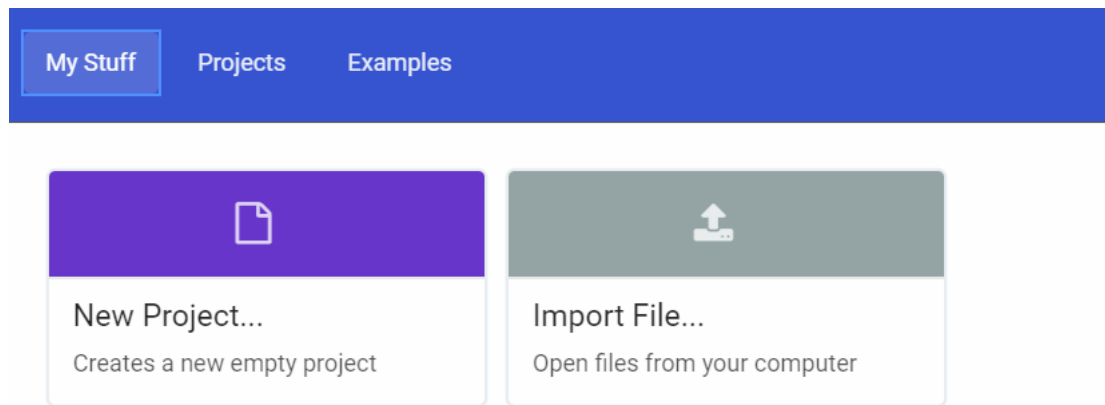 My Stuff Projects Examples
New Project...
Creates a new empty project
Import File...
Open files from your computer